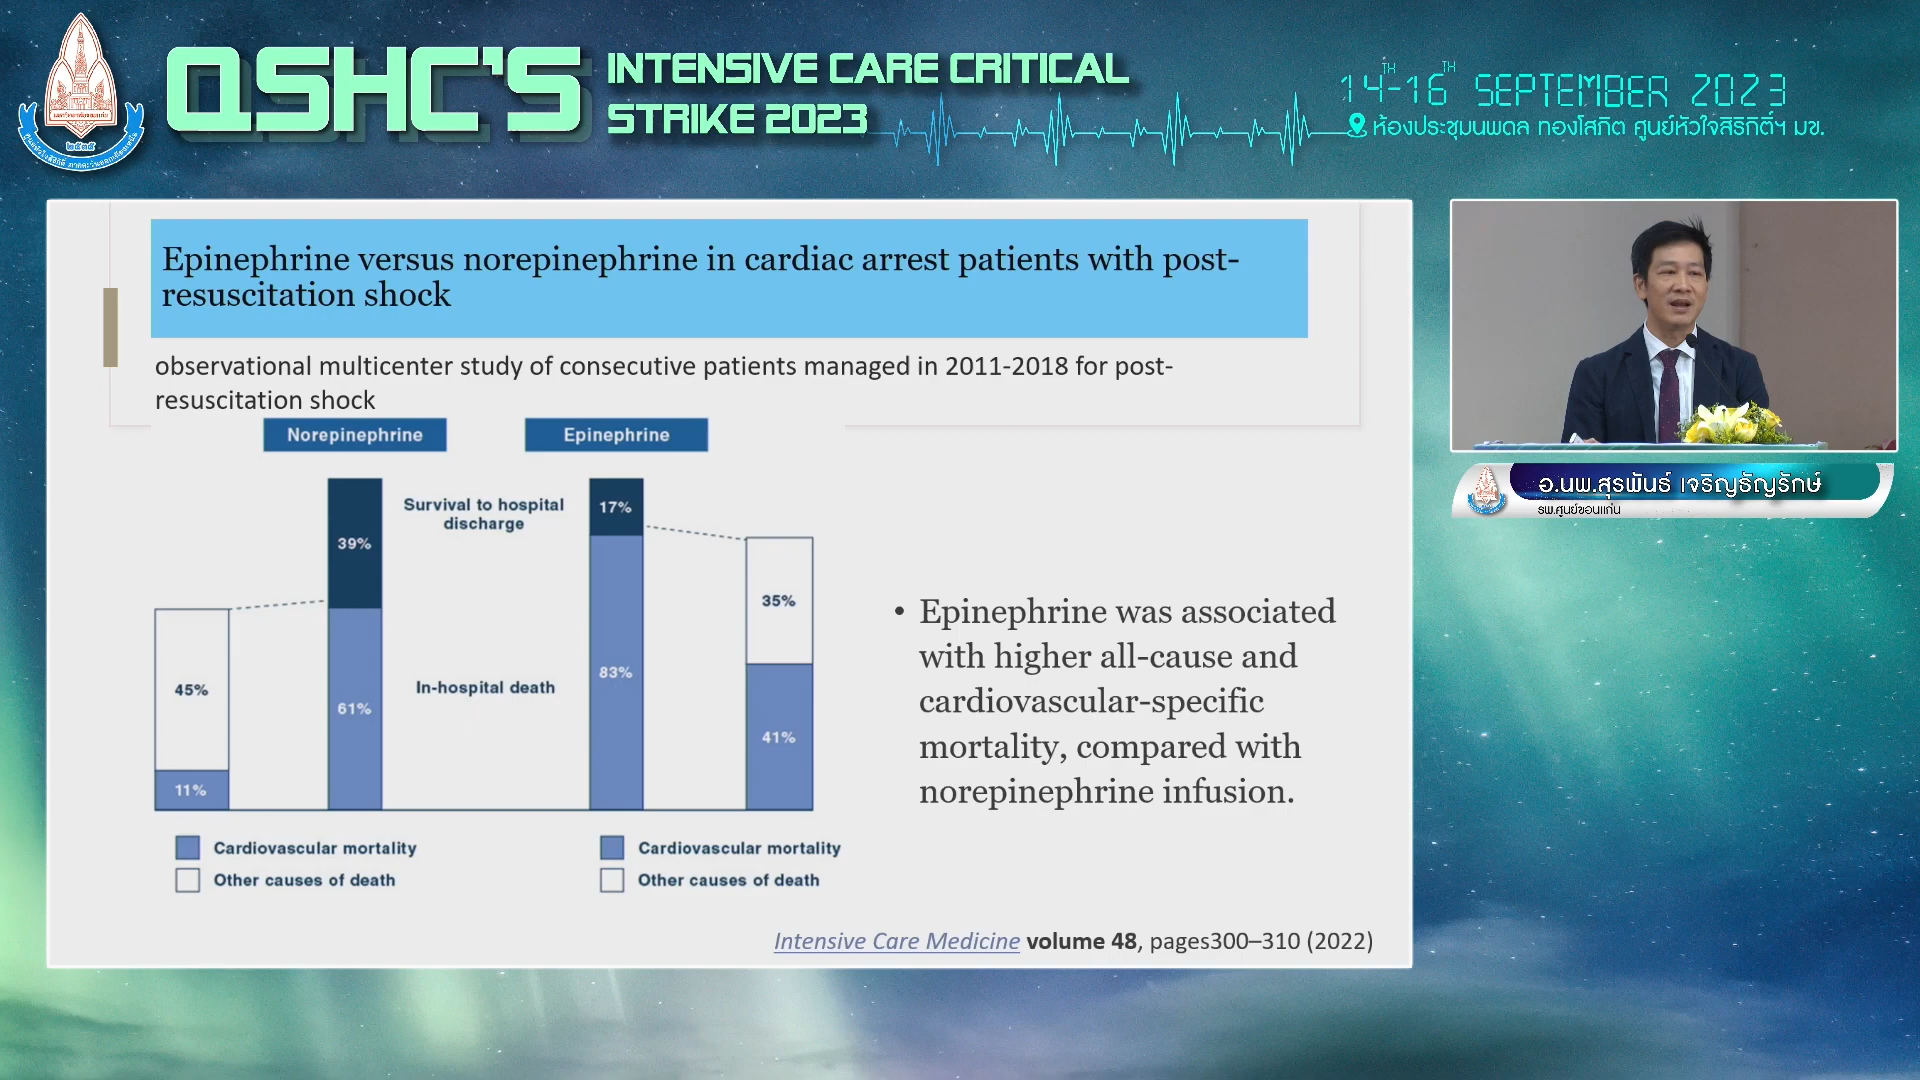 QSHC'S
INTENSIVE CARE CRITICAL
STRIKE 2023
14TH-16TH SEPTEMBER 2023
ห้องประชุมนพดล ทองโสภิต ศูนย์หัวใจสิริกิติ์ฯ มข.
๒๕๓๕
Epinephrine versus norepinephrine in cardiac arrest patients with post-
resuscitation shock
observational multicenter study of consecutive patients managed in 2011-2018 for post-
resuscitation shock
Norepinephrine
Epinephrine
Survival to hospital
discharge
17%
39%
35%
45%
In-hospital death
83%
61%
41%
11%
Cardiovascular mortality
Other causes of death
Cardiovascular mortality
Other causes of death
• Epinephrine was associated
with higher all-cause and
cardiovascular-specific
mortality, compared with
norepinephrine infusion.
Intensive Care Medicine volume 48, pages300–310 (2022)
อ.นพ.สุรพันธ์ เจริญธัญรักษ์
รพ.ศูนย์ขอนแก่น